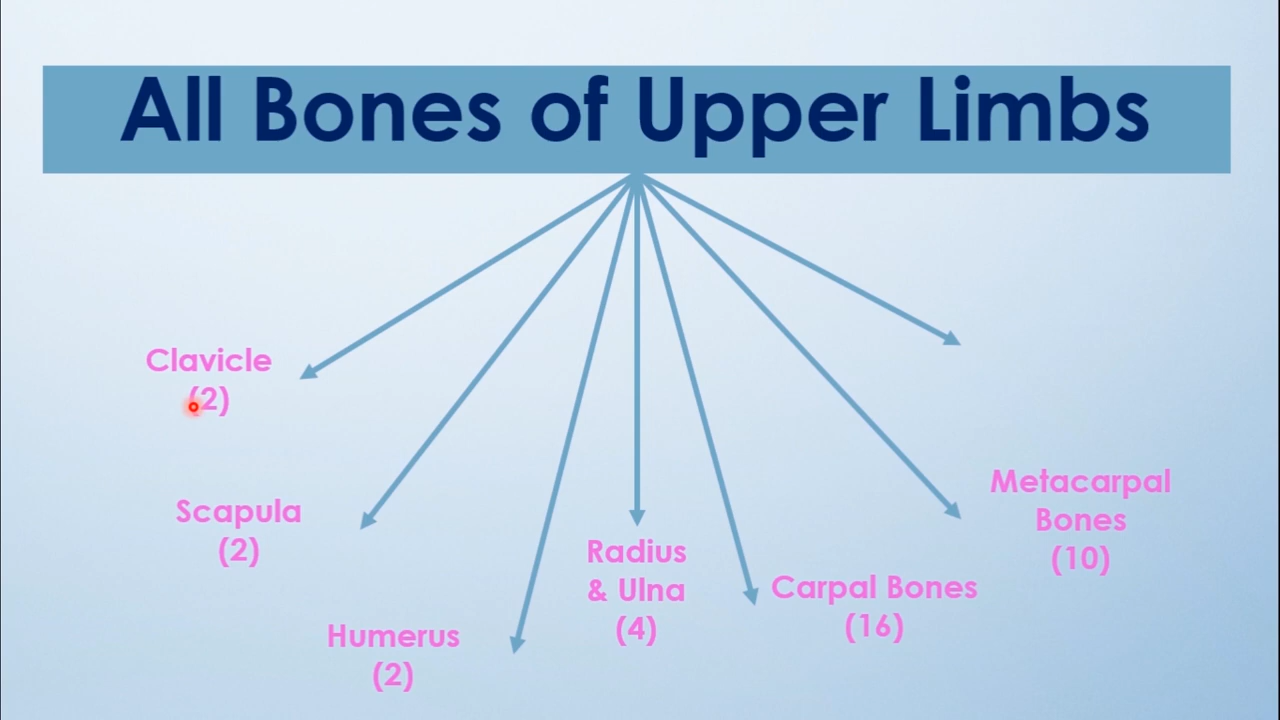 All Bones of Upper Limbs
Clavicle
(2)
Scapula
(2)
Humerus
(2)
Radius
& Ulna
(4)
Carpal Bones
(16)
Metacarpal
Bones
(10)